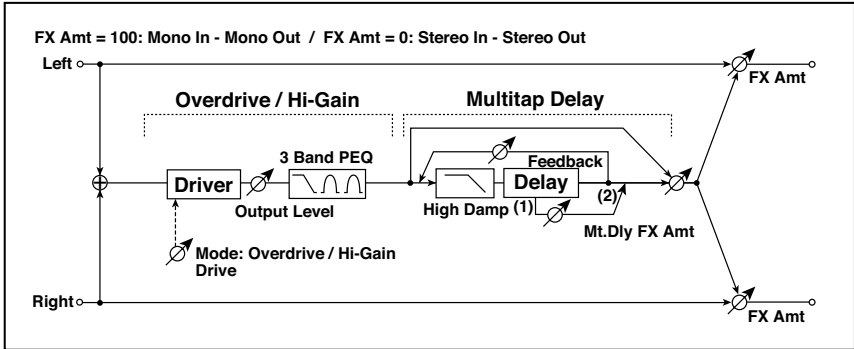 FX Amt = 100: Mono In - Mono Out / FX Amt = 0: Stereo In - Stereo Out
Left
FX Amt
Overdrive / Hi-Gain
Multitap Delay
3 Band PEQ
Feedback
Driver
Delay
Output Level
High Damp
(1)
(2)
Mt.Dly FX Amt
Mode: Overdrive / Hi-Gain
Drive
Right
FX Amt